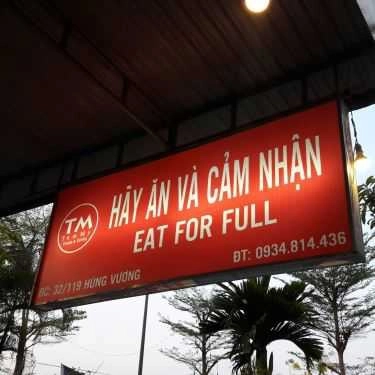 HÃY ĂN VÀ CẢM NHẬN
TM
EAT FOR FULL
ĐT: 0934.814.436
ĐC: 32/119 HÙNG VƯƠNG